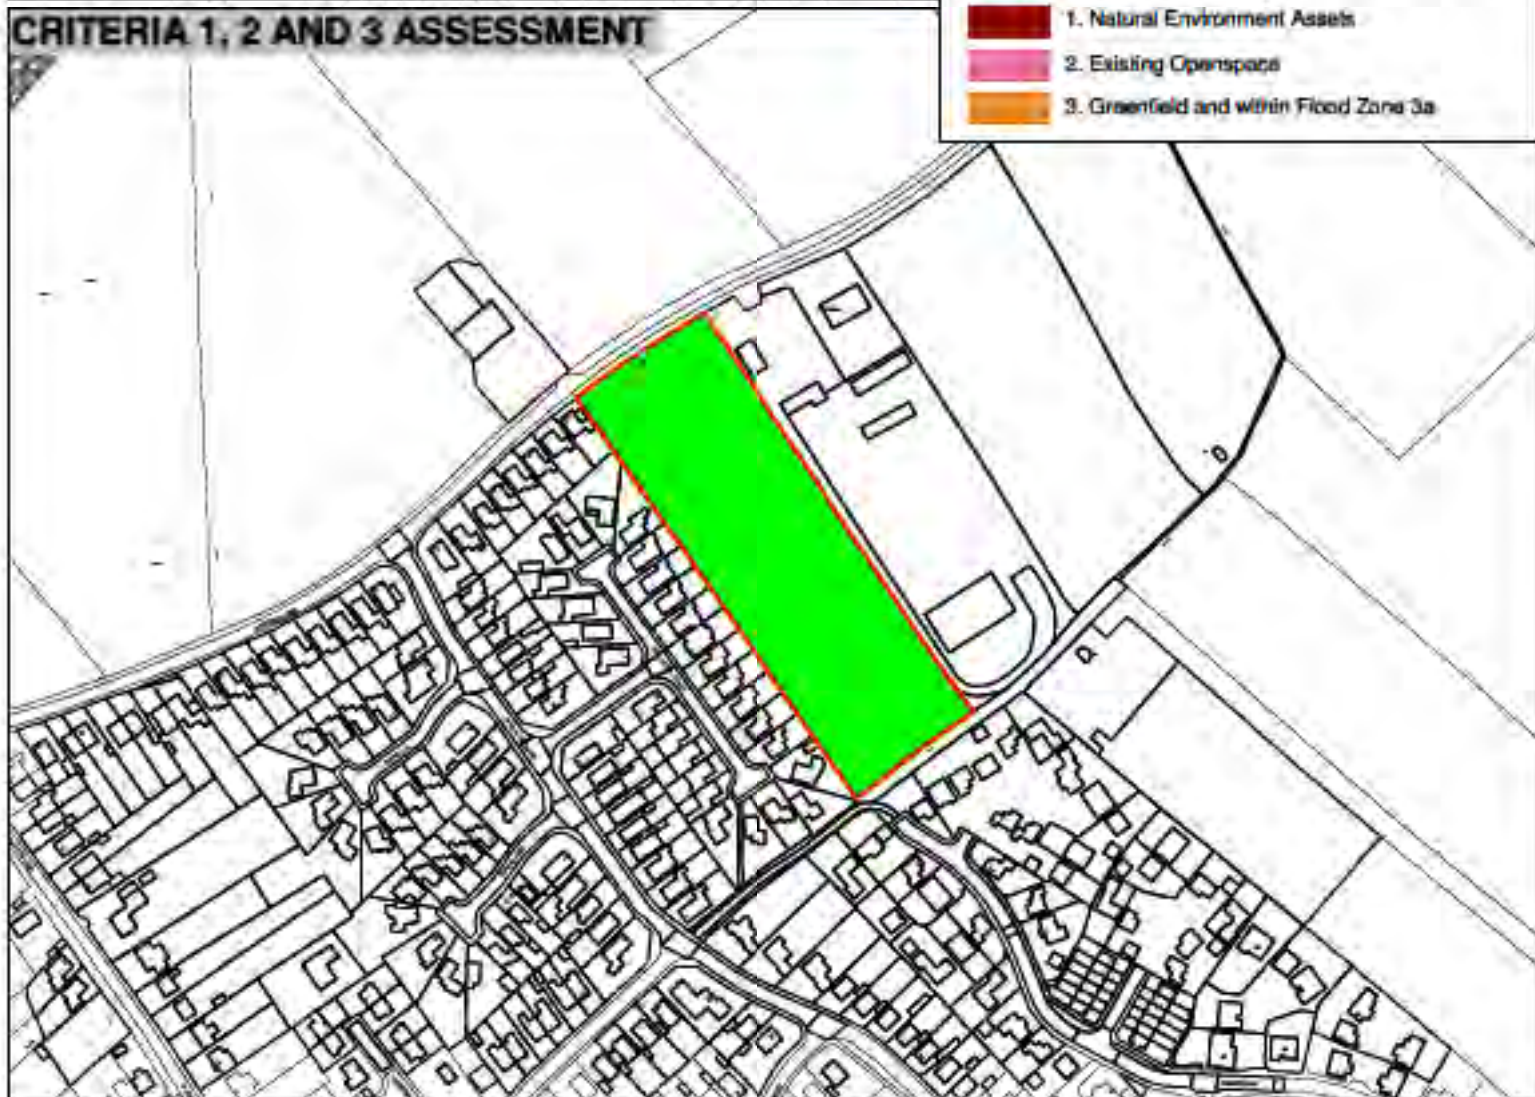 CRITERIA 1, 2 AND 3 ASSESSMENT
1. Natural Environment Assets
2. Existing Openspace
3. Greenfield and within Flood Zone 3a